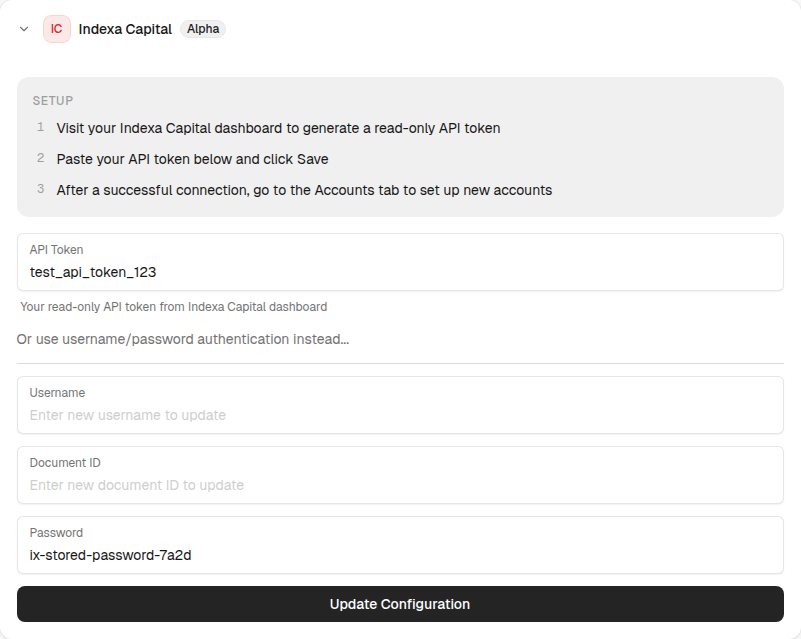 IC Indexa Capital Alpha
SETUP
1 Visit your Indexa Capital dashboard to generate a read-only API token
2 Paste your API token below and click Save
3 After a successful connection, go to the Accounts tab to set up new accounts
API Token
test_api_token_123
Your read-only API token from Indexa Capital dashboard
Or use username/password authentication instead...
Username
Enter new username to update
Document ID
Enter new document ID to update
Password
ix-stored-password-7a2d
Update Configuration